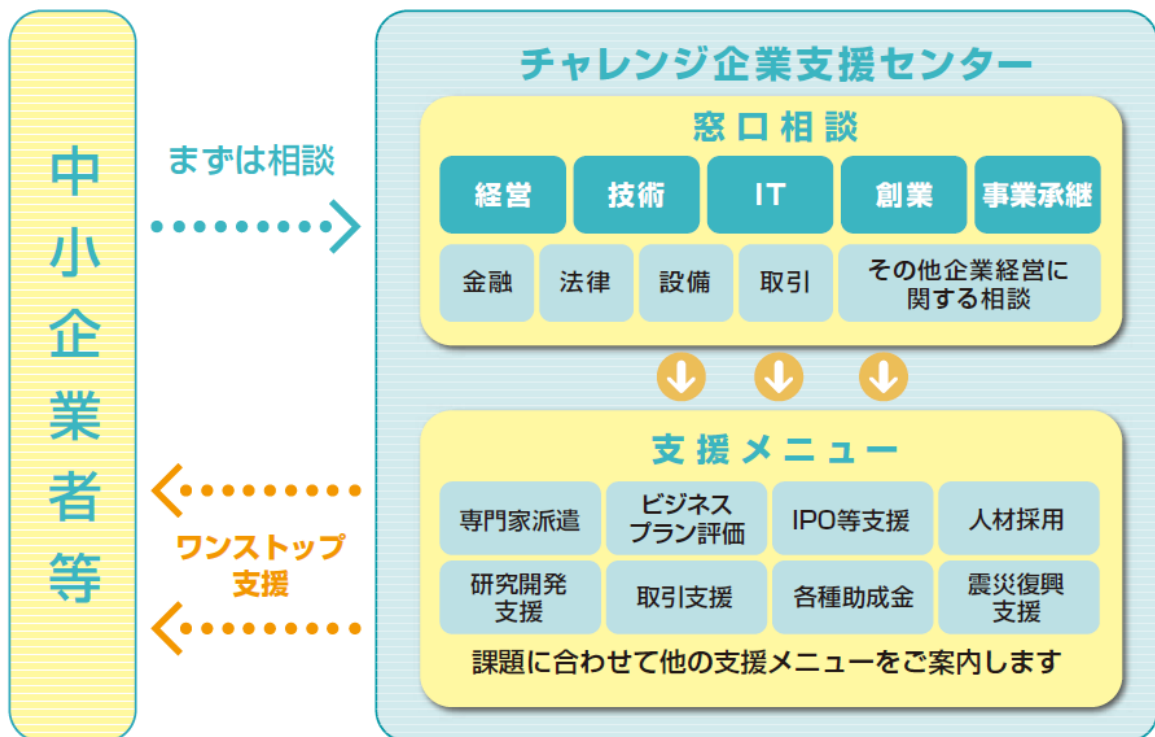 中小企業者等
まずは相談
チャレンジ企業支援センター
窓口相談
経営
技術
IT
創業
事業承継
金融
法律
設備
取引
その他企業経営に
関する相談
支援メニュー
専門家派遣
ビジネス
プラン評価
IPO等支援
人材採用
研究開発
支援
取引支援
各種助成金
震災復興
支援
課題に合わせて他の支援メニューをご案内します
ワンストップ
支援